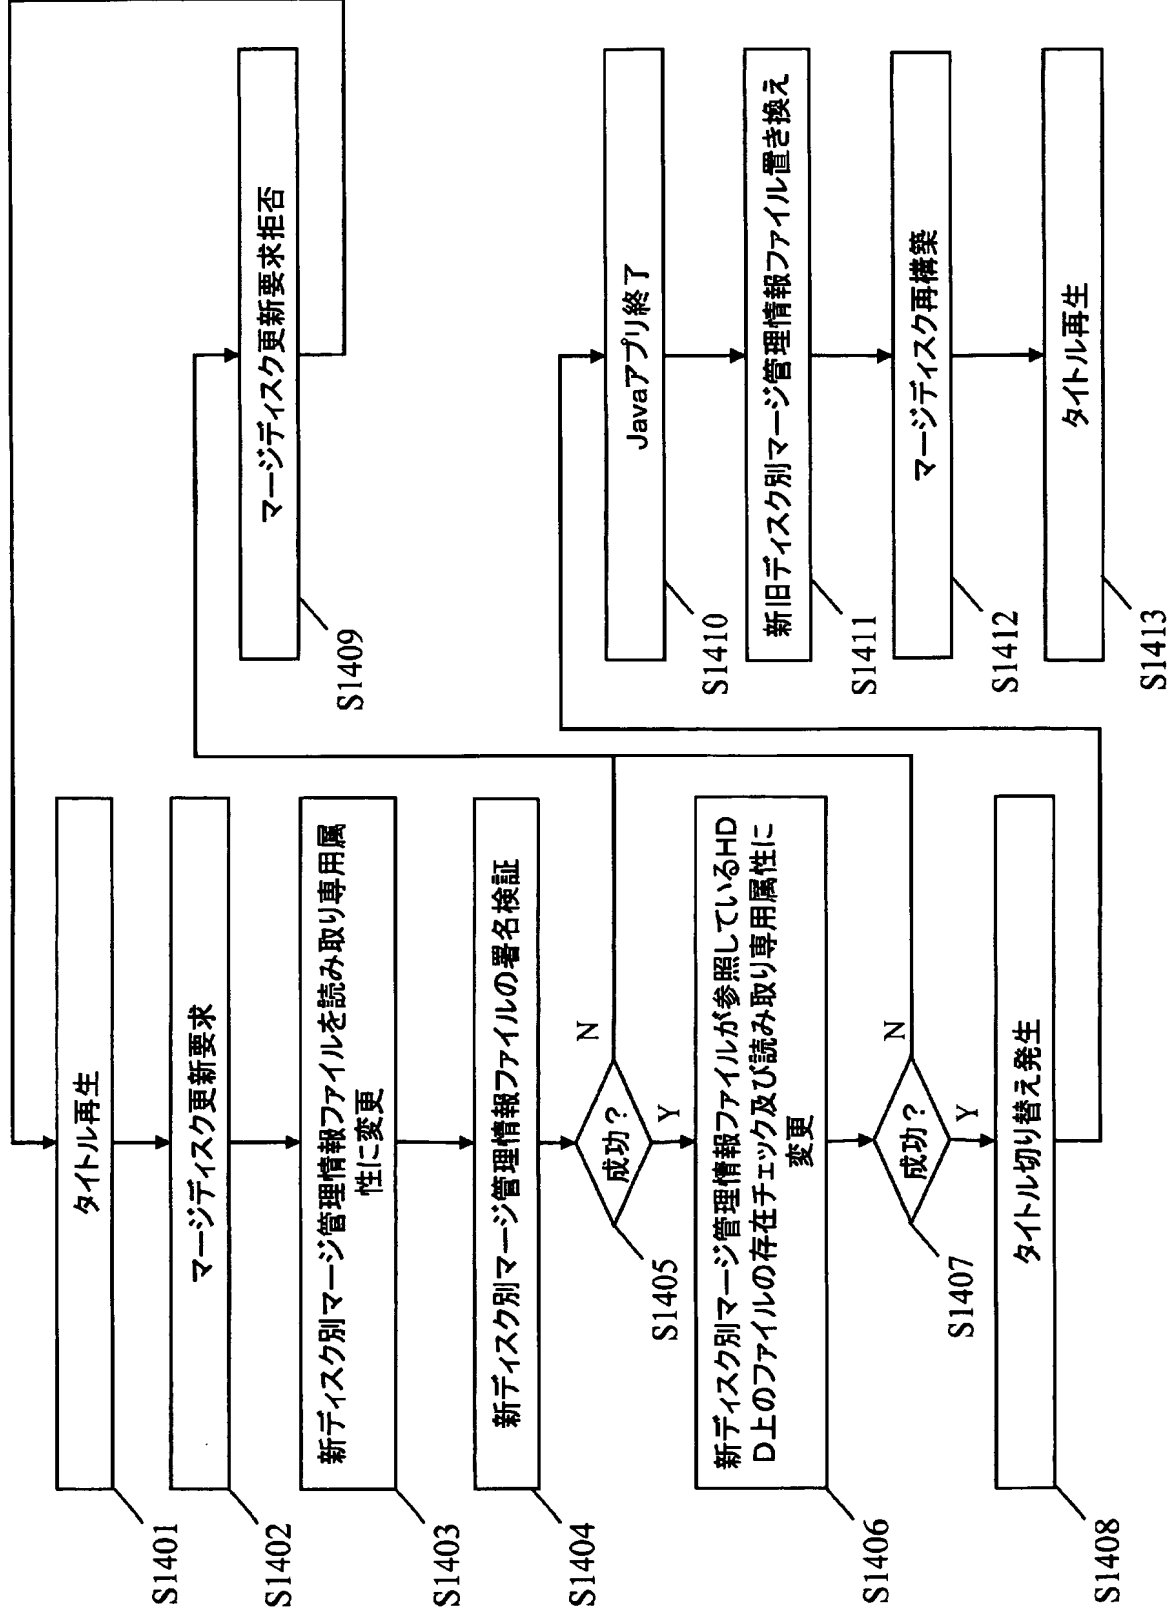 タイトル再生
S1401
マージディスク更新要求
S1402
新ディスク別マージ管理情報ファイルを読み取り専用属
性に変更
S1403
新ディスク別マージ管理情報ファイルの署名検証
S1404
成功?
N
Y
S1405
新ディスク別マージ管理情報ファイルが参照しているHD
D上のファイルの存在チェック及び読み取り専用属性に
変更
S1406
成功?
N
Y
S1407
タイトル切り替え発生
S1408
マージディスク更新要求拒否
S1409
Javaアプリ終了
S1410
新旧ディスク別マージ管理情報ファイル置き換え
S1411
マージディスク再構築
S1412
タイトル再生
S1413